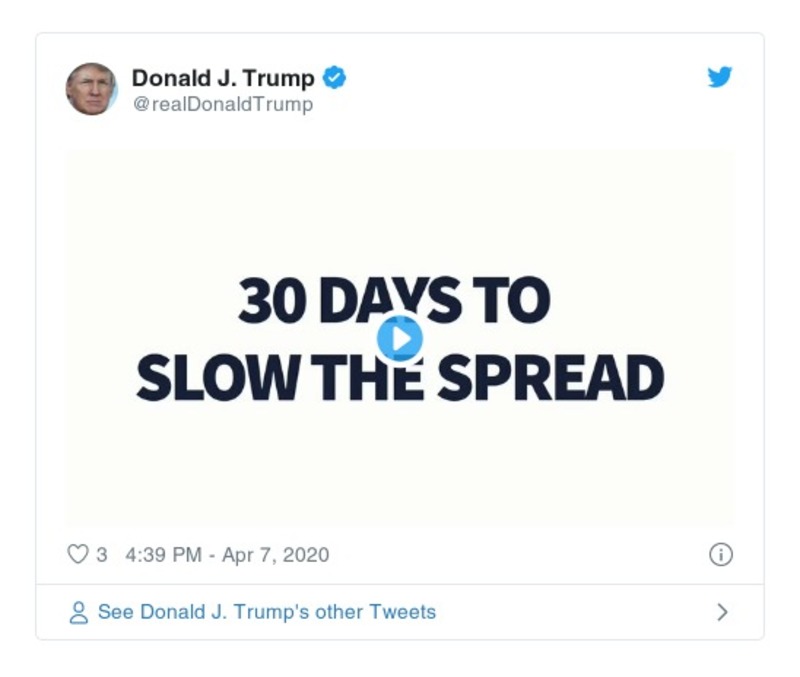 Donald J. Trump
@realDonaldTrump
30 DAYS TO
SLOW THE SPREAD
3 4:39 PM - Apr 7, 2020
See Donald J. Trump's other Tweets